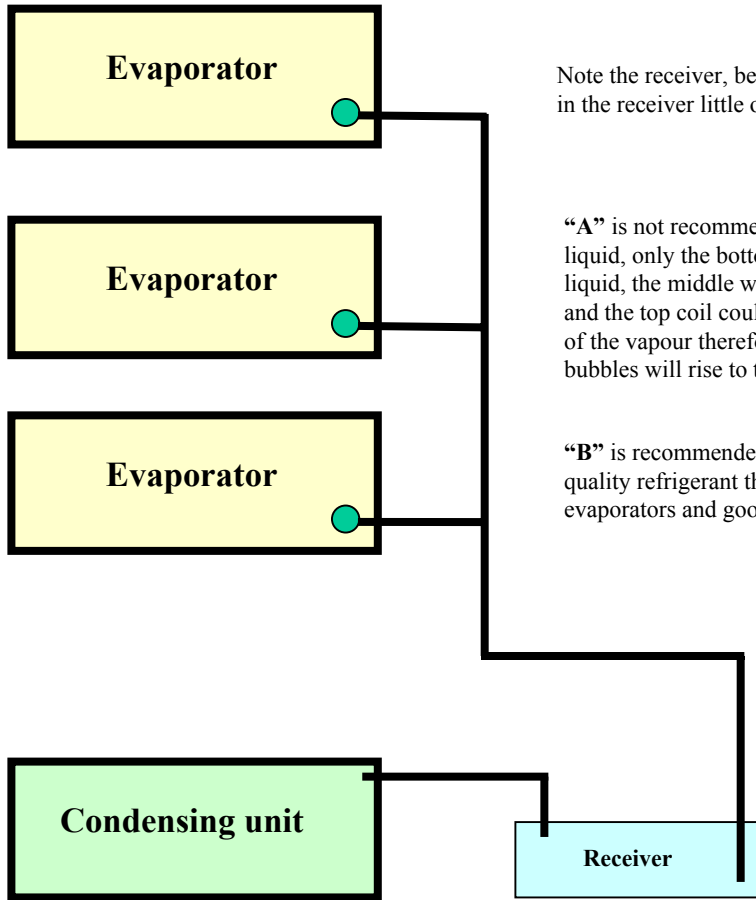 Evaporator
Note the receiver, be
in the receiver little
Evaporator
“A” is not recomme
liquid, only the botto
liquid, the middle w
and the top coil coul
of the vapour therefo
bubbles will rise to
Evaporator
“B” is recommende
quality refrigerant th
evaporators and goo
Condensing unit
Receiver